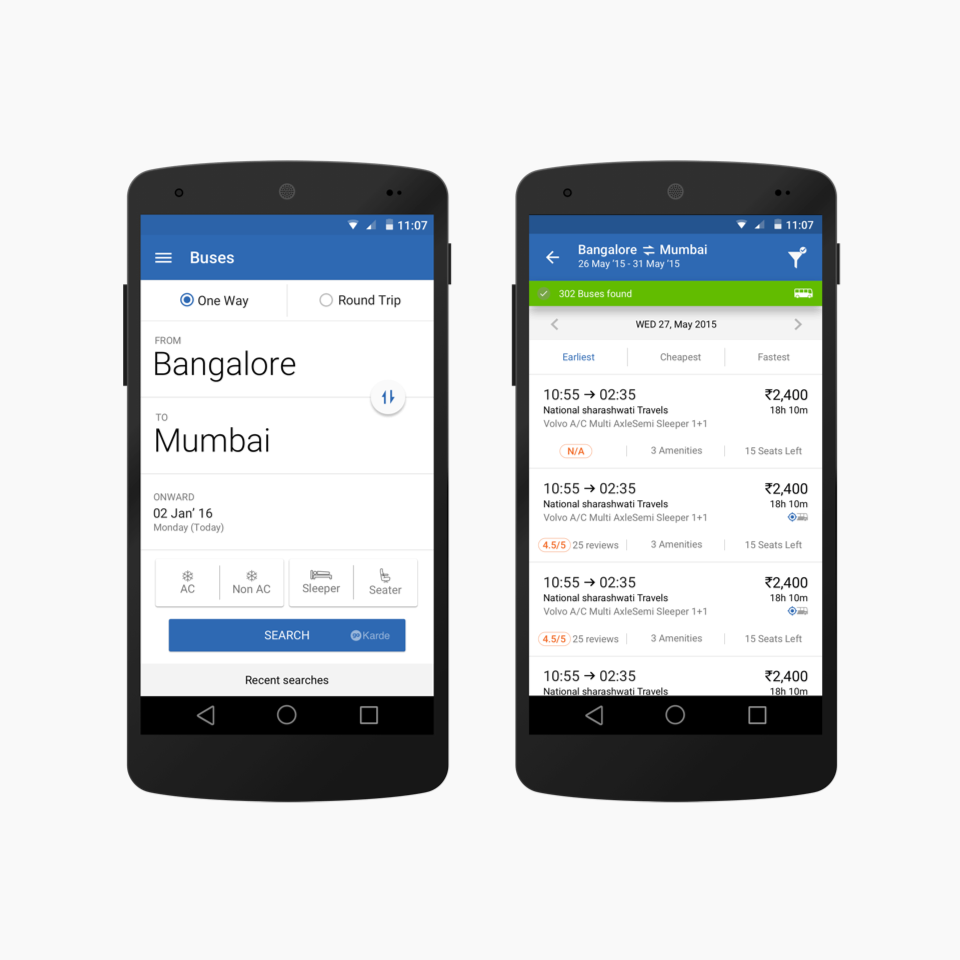 11:07
Buses
One Way
Round Trip
FROM
Bangalore
TO
Mumbai
ONWARD
02 Jan’ 16
Monday (Today)
AC
Non AC
Sleeper
Seater
SEARCH
go Karde
Recent searches
11:07
Bangalore ⇌ Mumbai
26 May '15 - 31 May '15
302 Buses found
WED 27, May 2015
Earliest
Cheapest
Fastest
10:55 → 02:35 ₹2,400
National sharashwati Travels 18h 10m
Volvo A/C Multi AxleSemi Sleeper 1+1
N/A 3 Amenities 15 Seats Left
10:55 → 02:35 ₹2,400
National sharashwati Travels 18h 10m
Volvo A/C Multi AxleSemi Sleeper 1+1
4.5/5 25 reviews 3 Amenities 15 Seats Left
10:55 → 02:35 ₹2,400
National sharashwati Travels 18h 10m
Volvo A/C Multi AxleSemi Sleeper 1+1
4.5/5 25 reviews 3 Amenities 15 Seats Left
10:55 → 02:35 ₹2,400
National sharashwati Travels 18h 10m